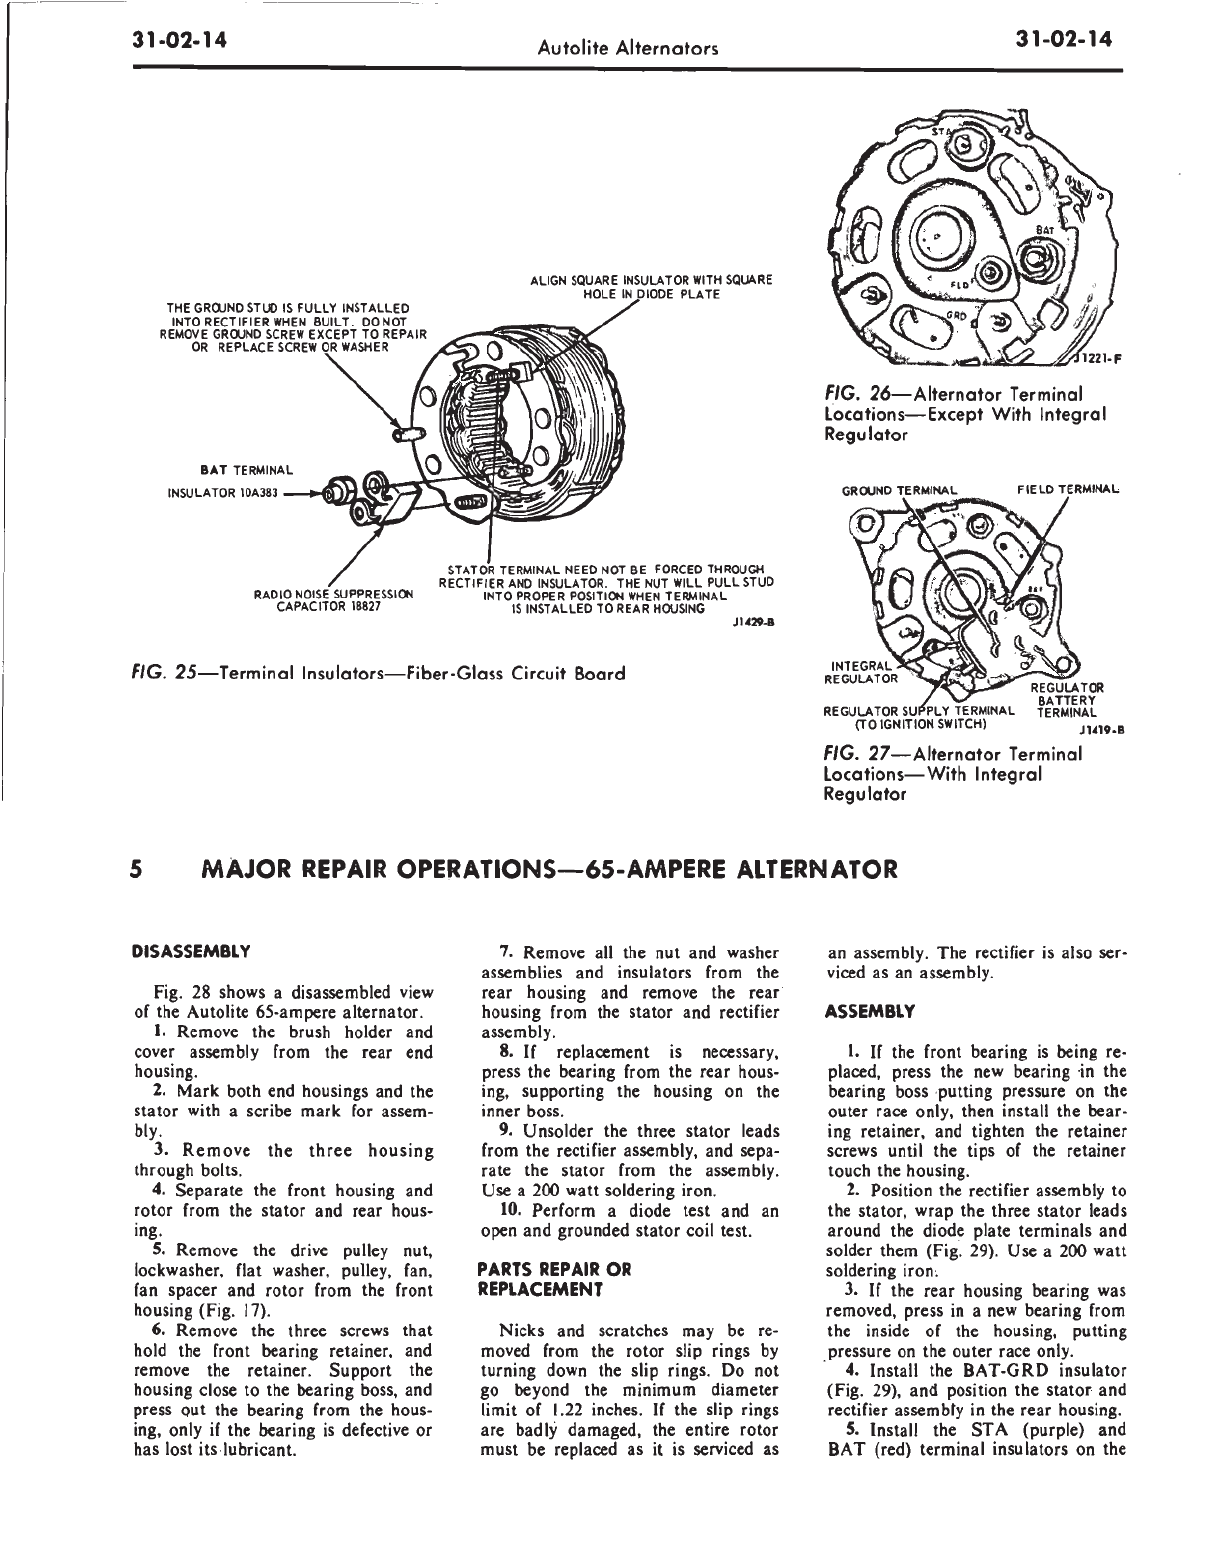 31-02-14
Autolite Alternators
31-02-14
ALIGN SQUARE INSULATOR WITH SQUARE
HOLE IN DIODE PLATE
THE GROUND STUD IS FULLY INSTALLED
INTO RECTIFIER WHEN BUILT. DO NOT
REMOVE GROUND SCREW EXCEPT TO REPAIR
OR REPLACE SCREW OR WASHER
BAT TERMINAL
INSULATOR 10A383
RADIO NOISE SUPPRESSION
CAPACITOR 18827
STATOR TERMINAL NEED NOT BE FORCED THROUGH
RECTIFIER AND INSULATOR. THE NUT WILL PULL STUD
INTO PROPER POSITION WHEN TERMINAL
IS INSTALLED TO REAR HOUSING
J1429-B
FIG. 25—Terminal Insulators—Fiber-Glass Circuit Board
STA
BAT
FLD
GRD
J1221-F
FIG. 26—Alternator Terminal
Locations—Except With Integral
Regulator
GROUND TERMINAL
FIELD TERMINAL
BAT
INTEGRAL
REGULATOR
REGULATOR SUPPLY TERMINAL
(TO IGNITION SWITCH)
REGULATOR
BATTERY
TERMINAL
J1419-B
FIG. 27—Alternator Terminal
Locations—With Integral
Regulator
5 MAJOR REPAIR OPERATIONS—65-AMPERE ALTERNATOR
DISASSEMBLY
Fig. 28 shows a disassembled view
of the Autolite 65-ampere alternator.
1. Remove the brush holder and
cover assembly from the rear end
housing.
2. Mark both end housings and the
stator with a scribe mark for assem-
bly.
3. Remove the three housing
through bolts.
4. Separate the front housing and
rotor from the stator and rear hous-
ing.
5. Remove the drive pulley nut,
lockwasher, flat washer, pulley, fan,
fan spacer and rotor from the front
housing (Fig. 17).
6. Remove the three screws that
hold the front bearing retainer, and
remove the retainer. Support the
housing close to the bearing boss, and
press out the bearing from the hous-
ing, only if the bearing is defective or
has lost its lubricant.
7. Remove all the nut and washer
assemblies and insulators from the
rear housing and remove the rear
housing from the stator and rectifier
assembly.
8. If replacement is necessary,
press the bearing from the rear hous-
ing, supporting the housing on the
inner boss.
9. Unsolder the three stator leads
from the rectifier assembly, and sepa-
rate the stator from the assembly.
Use a 200 watt soldering iron.
10. Perform a diode test and an
open and grounded stator coil test.
PARTS REPAIR OR
REPLACEMENT
Nicks and scratches may be re-
moved from the rotor slip rings by
turning down the slip rings. Do not
go beyond the minimum diameter
limit of 1.22 inches. If the slip rings
are badly damaged, the entire rotor
must be replaced as it is serviced as
an assembly. The rectifier is also ser-
viced as an assembly.
ASSEMBLY
1. If the front bearing is being re-
placed, press the new bearing in the
bearing boss putting pressure on the
outer race only, then install the bear-
ing retainer, and tighten the retainer
screws until the tips of the retainer
touch the housing.
2. Position the rectifier assembly to
the stator, wrap the three stator leads
around the diode plate terminals and
solder them (Fig. 29). Use a 200 watt
soldering iron.
3. If the rear housing bearing was
removed, press in a new bearing from
the inside of the housing, putting
pressure on the outer race only.
4. Install the BAT-GRD insulator
(Fig. 29), and position the stator and
rectifier assembly in the rear housing.
5. Install the STA (purple) and
BAT (red) terminal insulators on the